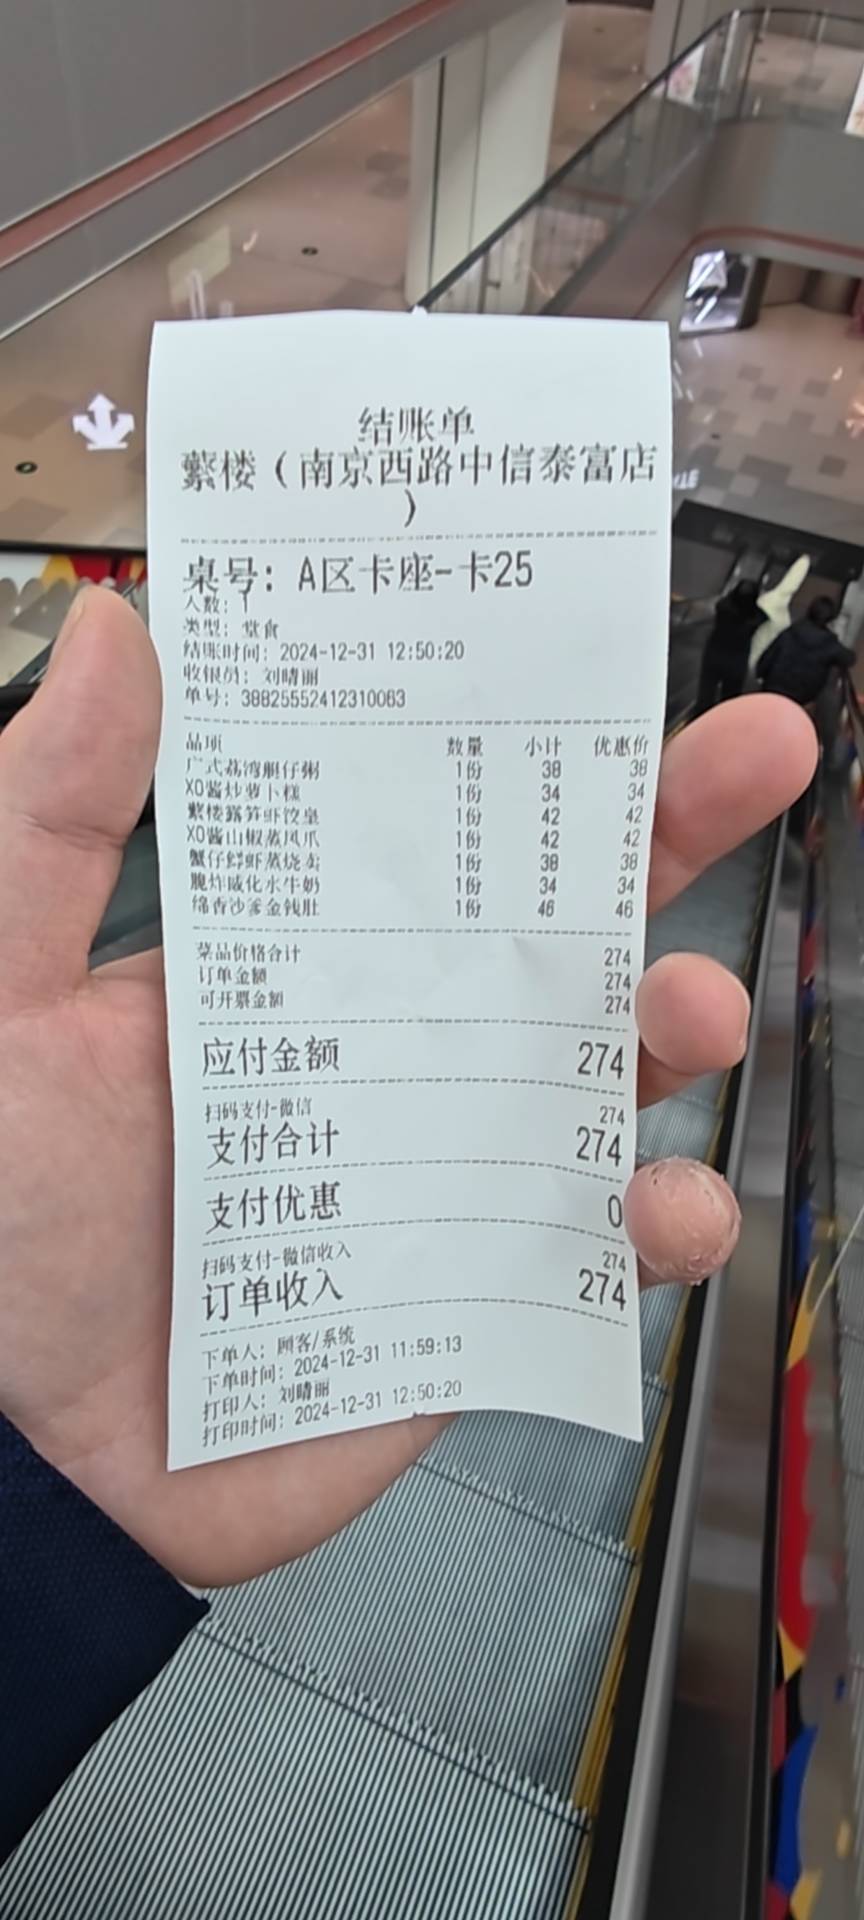 结账单
蘩楼（南京西路中信泰富店
）
桌号：A区卡座-卡25
人数：1
类型：堂食
结账时间：2024-12-31 12:50:20
收银员：刘晴丽
单号：38825552412310063
品项 数量 小计 优惠价
广式荔湾艇仔粥 1份 38 38
XO酱炒萝卜糕 1份 34 34
蘩楼露笋虾饺皇 1份 42 42
XO酱山椒蒸凤爪 1份 42 42
蟹仔鲜虾蒸烧卖 1份 38 38
脆炸咸化水牛奶 1份 34 34
绵香沙爹金钱肚 1份 46 46
菜品价格合计 274
订单金额 274
可开票金额 274
应付金额 274
扫码支付-微信 274
支付合计 274
支付优惠 0
扫码支付-微信收入 274
订单收入 274
下单人：顾客/系统
下单时间：2024-12-31 11:59:13
打印人：刘晴丽
打印时间：2024-12-31 12:50:20